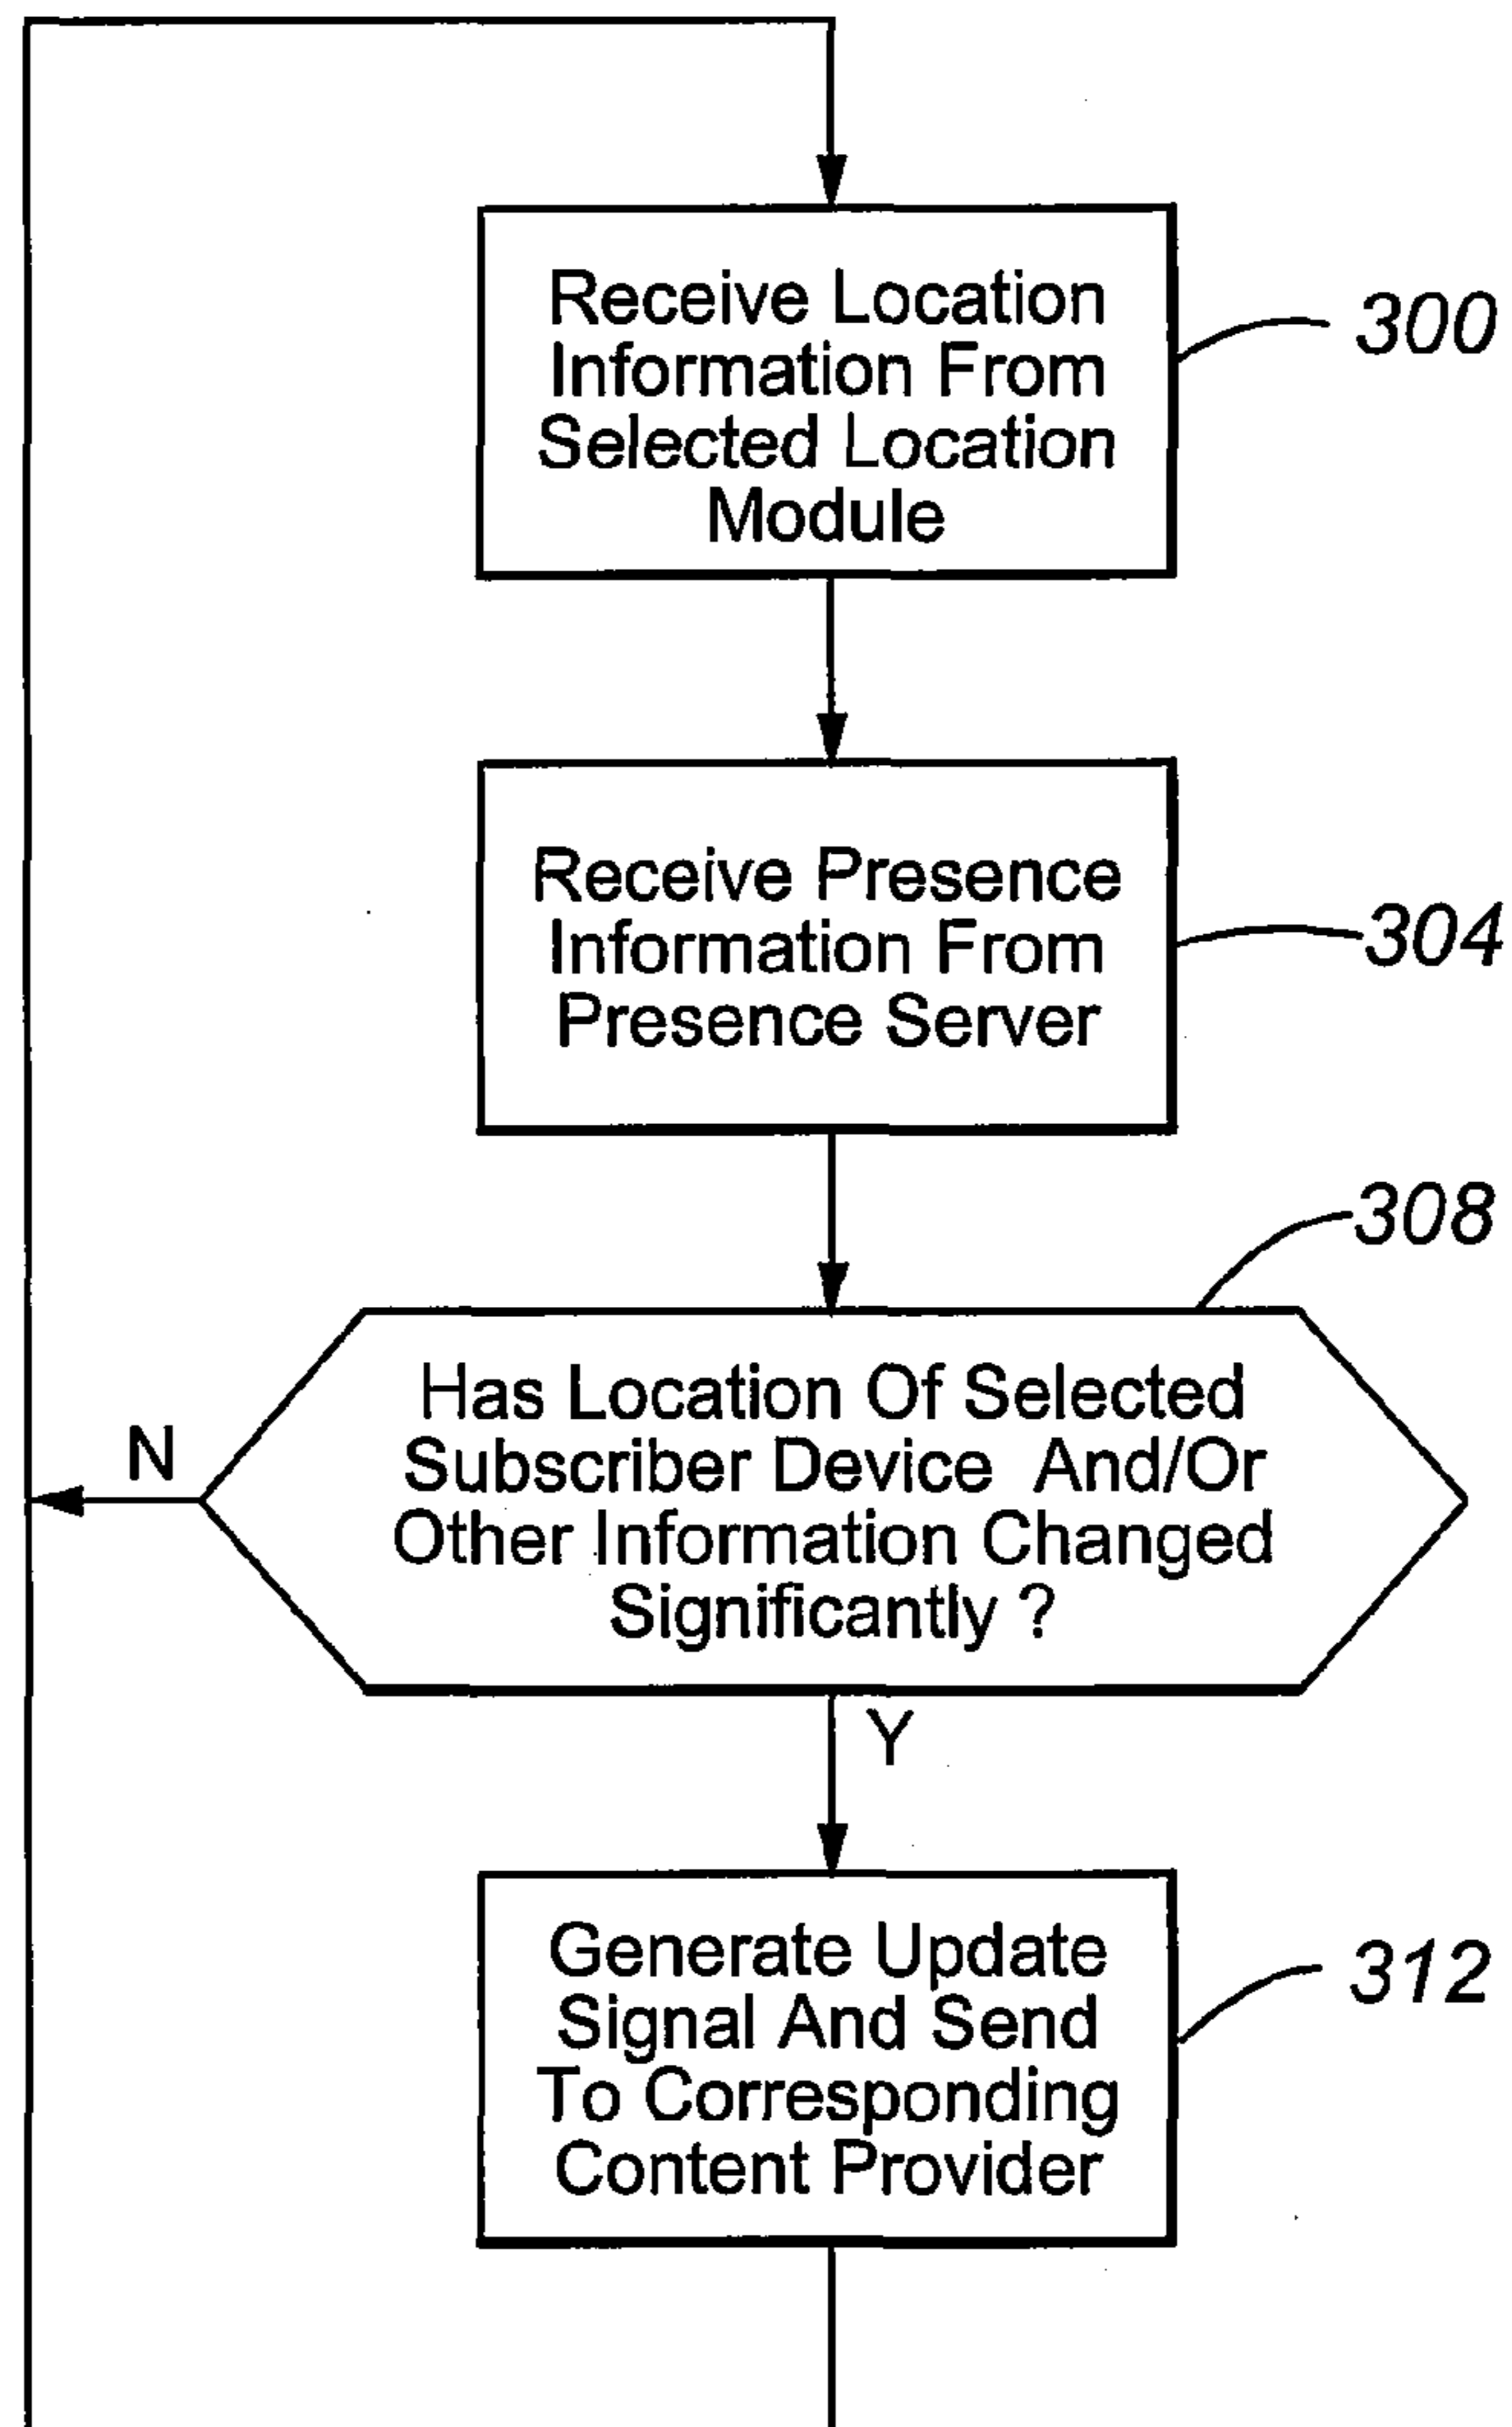 Receive Location
Information From
Selected Location
Module
300
Receive Presence
Information From
Presence Server
304
308
Has Location Of Selected
Subscriber Device And/Or
Other Information Changed
Significantly ?
N
Y
Generate Update
Signal And Send
To Corresponding
Content Provider
312